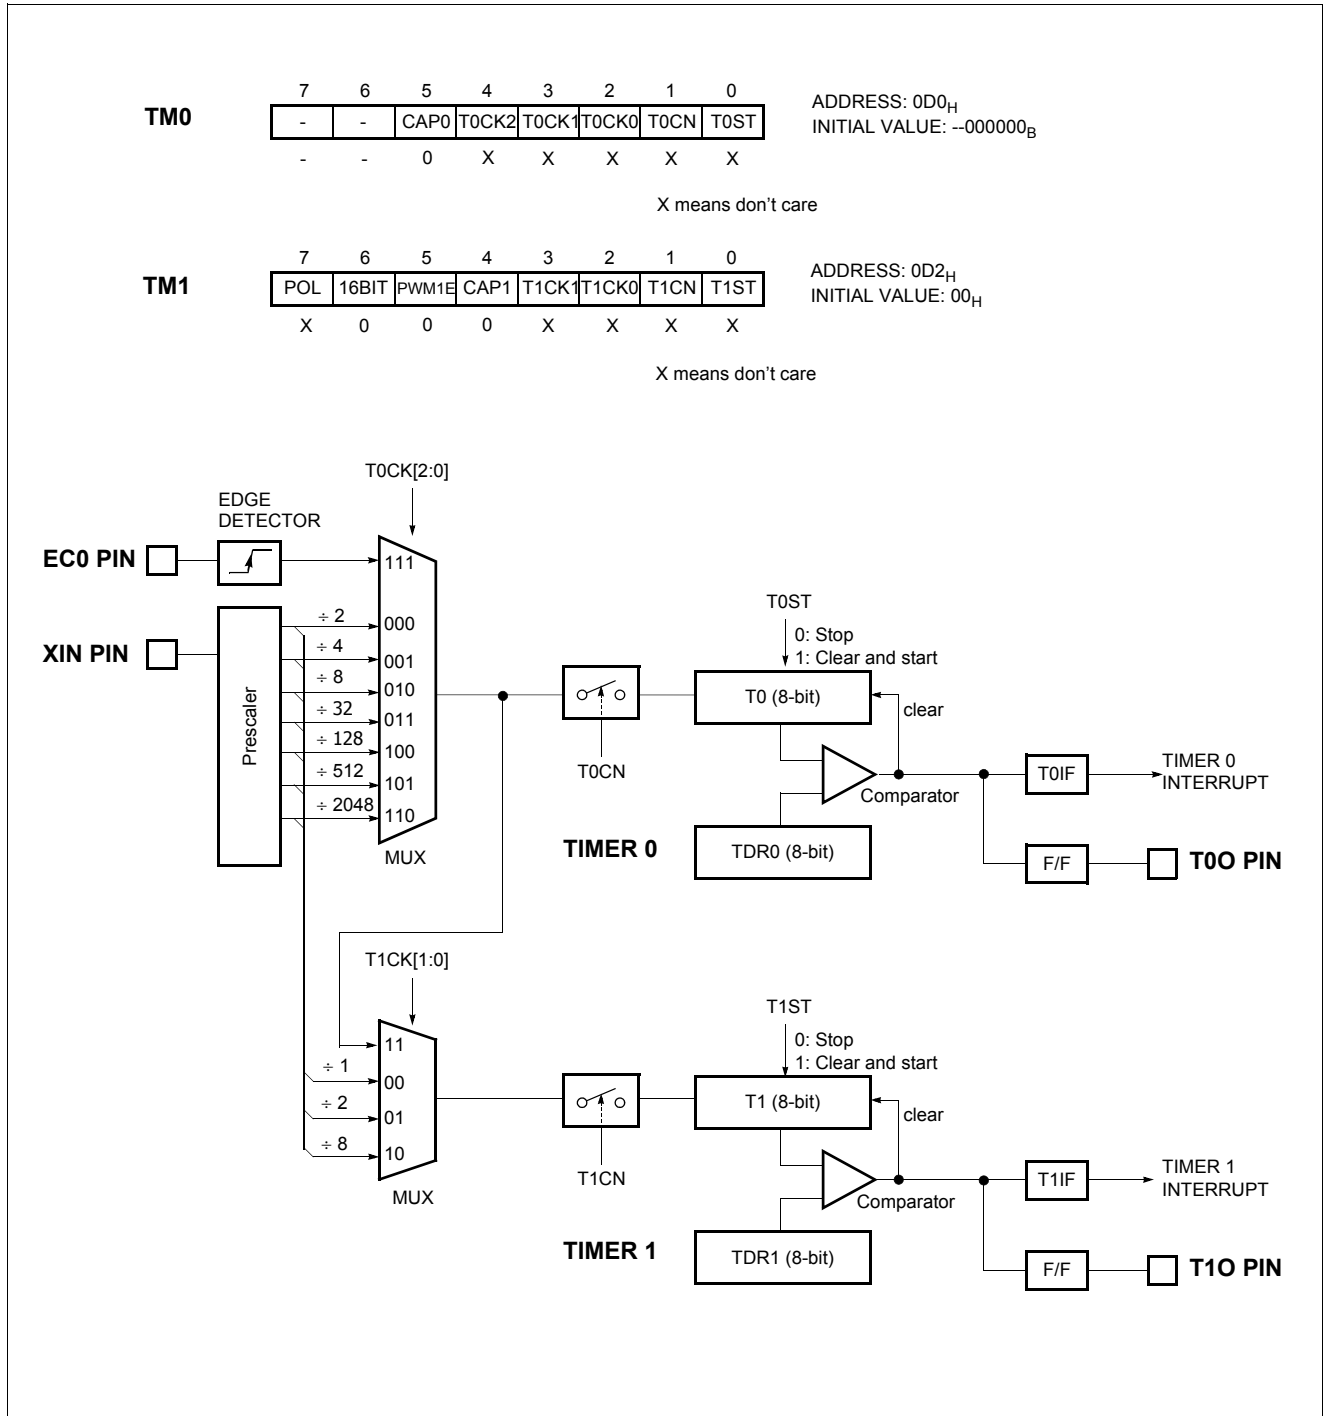 7 6 5 4 3 2 1 0
TM0
- - CAP0 T0CK2 T0CK1 T0CK0 T0CN T0ST
ADDRESS: 0D0H
INITIAL VALUE: --000000B
- - 0 X X X X X
X means don't care
7 6 5 4 3 2 1 0
TM1
POL 16BIT PWM1E CAP1 T1CK1 T1CK0 T1CN T1ST
ADDRESS: 0D2H
INITIAL VALUE: 00H
X 0 0 0 X X X X
X means don't care
T0CK[2:0]
EDGE
DETECTOR
EC0 PIN
111
XIN PIN
Prescaler
÷ 2
000
÷ 4
001
÷ 8
010
÷ 32
011
÷ 128
100
÷ 512
101
÷ 2048
110
MUX
T0CN
T0ST
0: Stop
1: Clear and start
T0 (8-bit)
clear
Comparator
TIMER 0
TDR0 (8-bit)
T0IF
TIMER 0
INTERRUPT
F/F
T0O PIN
T1CK[1:0]
11
÷ 1
00
÷ 2
01
÷ 8
10
MUX
T1CN
T1ST
0: Stop
1: Clear and start
T1 (8-bit)
clear
Comparator
TIMER 1
TDR1 (8-bit)
T1IF
TIMER 1
INTERRUPT
F/F
T1O PIN